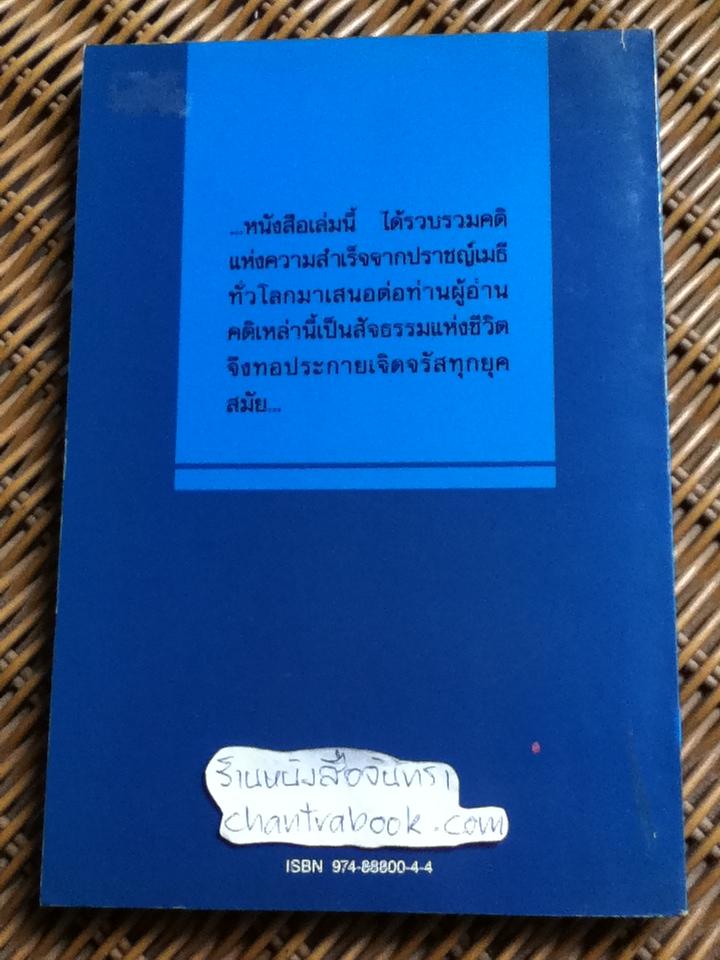 ...หนังสือเล่มนี้ ได้รวบรวมคติ
แห่งความสำเร็จจากปราชญ์เมธี
ทั่วโลกมาเสนอต่อท่านผู้อ่าน
คติเหล่านี้เป็นสัจธรรมแห่งชีวิต
จึงทอประกายเจิดจรัสทุกยุค
สมัย...
ร้านหนังสือจันทรา
chantrabook.com
ISBN 974-88800-4-4